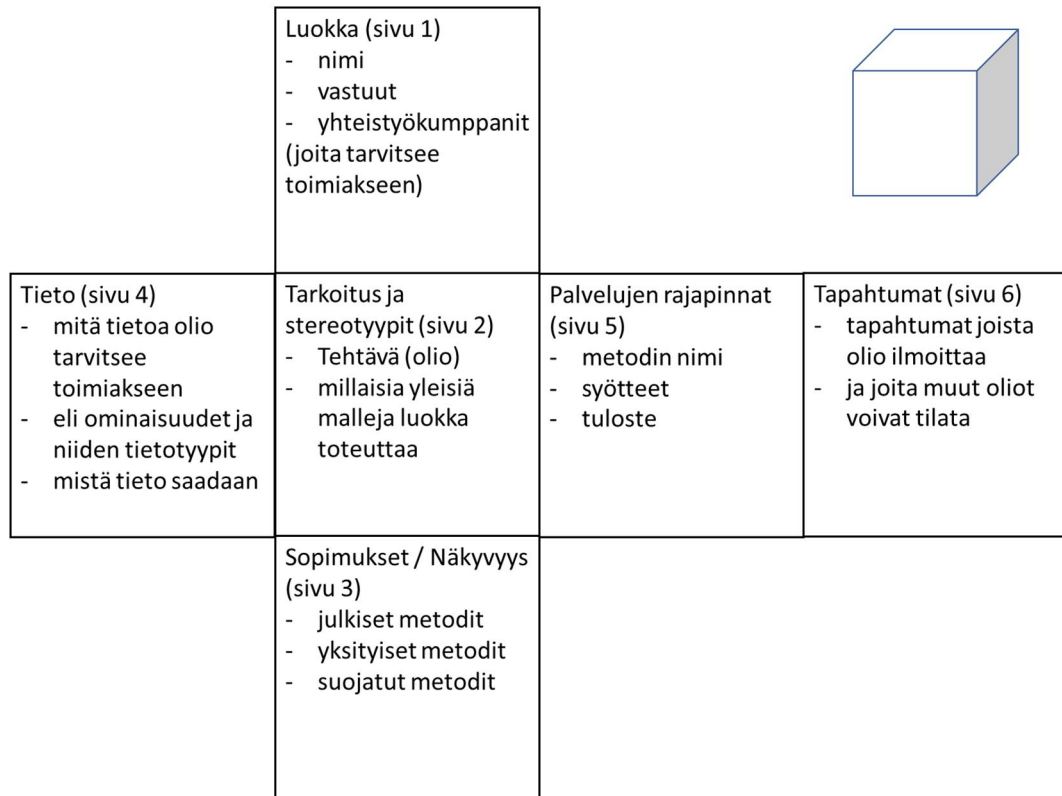 Luokka (sivu 1)
- nimi
- vastuut
- yhteistyökumppanit
(joita tarvitsee
toimiakseen)
Tieto (sivu 4)
- mitä tietoa olio
tarvitsee
toimiakseen
- eli ominaisuudet ja
niiden tietotyypit
- mistä tieto saadaan
Tarkoitus ja
stereotyypit (sivu 2)
- Tehtävä (olio)
- millaisia yleisiä
malleja luokka
toteuttaa
Palvelujen rajapinnat
(sivu 5)
- metodin nimi
- syötteet
- tuloste
Tapahtumat (sivu 6)
- tapahtumat joista
olio ilmoittaa
- ja joita muut oliot
voivat tilata
Sopimukset / Näkyvyys
(sivu 3)
- julkiset metodit
- yksityiset metodit
- suojatut metodit